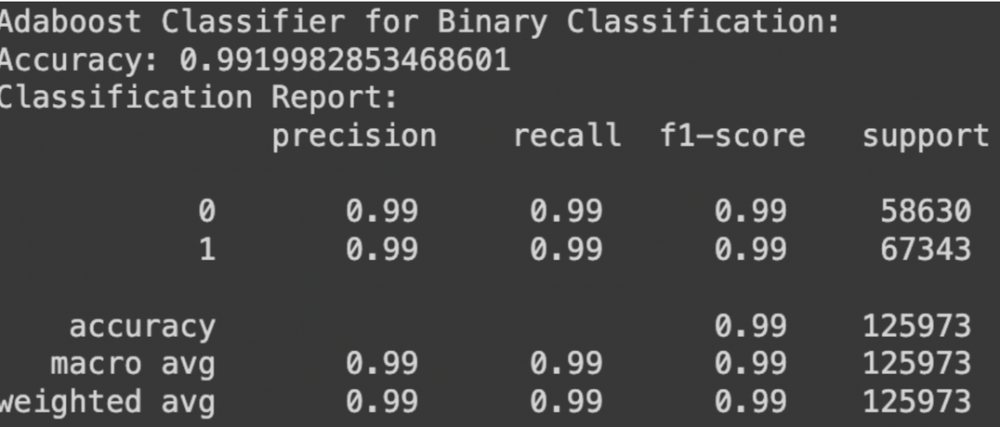 Adaboost Classifier for Binary Classification:
Accuracy: 0.9919982853468601
Classification Report:
precision recall f1-score support
0 0.99 0.99 0.99 58630
1 0.99 0.99 0.99 67343
accuracy 0.99 125973
macro avg 0.99 0.99 0.99 125973
weighted avg 0.99 0.99 0.99 125973